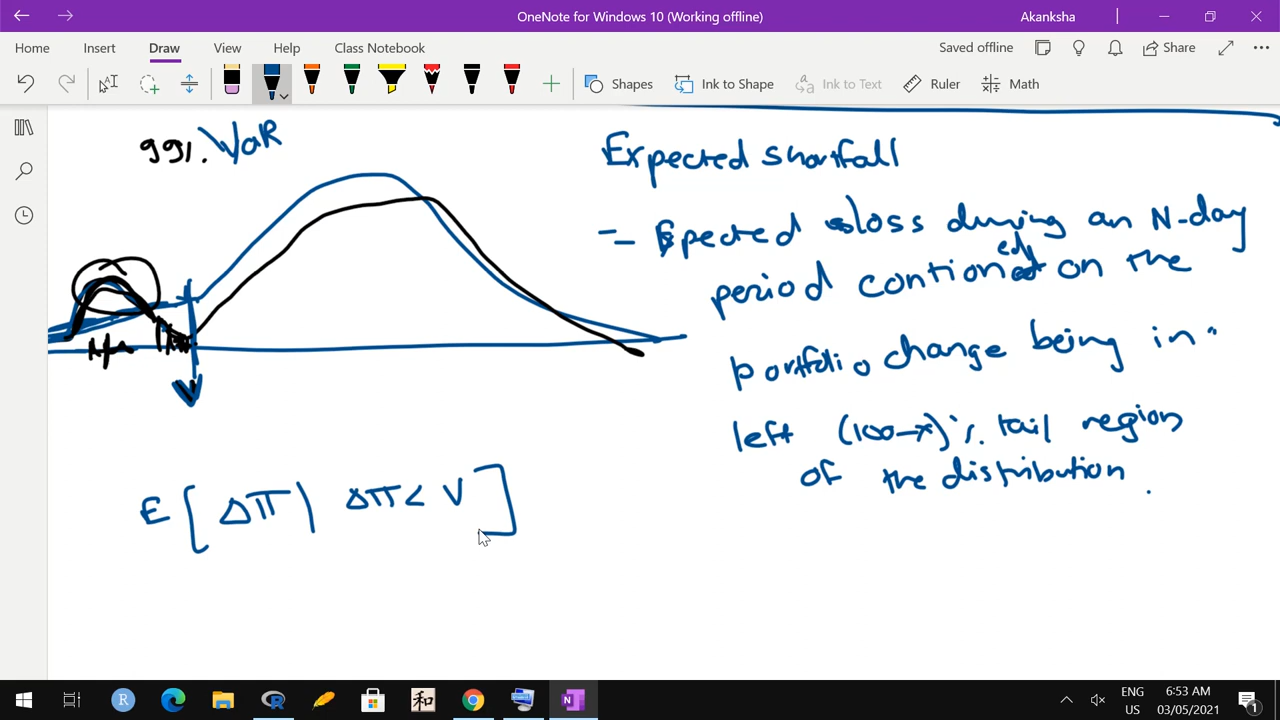 OneNote for Windows 10 (Working offline)
Akanksha
Home Insert Draw View Help Class Notebook
Saved offline
Share
Shapes
Ink to Shape
Ink to Text
Ruler
Math
99%. VaR
Expected shortfall
- Expected loss during an N-day
period contioned on the
portfolio change being in
left (100-x)%. tail region
of the distribution.
E[ΔΠ| ΔΠ< V]
ENG
US
6:53 AM
03/05/2021
1